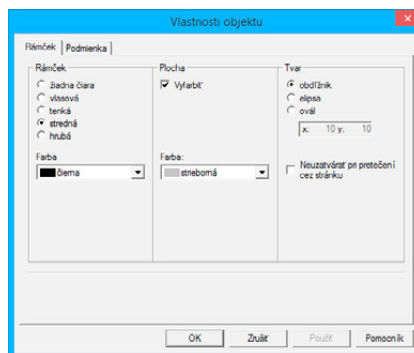 Vlastnosti objektu
Rámček Podmienka
Rámček
žiadna čiara
vlasová
tenká
stredná
hrubá
Farba
čierna
Plocha
Vyfarbiť
Farba:
strieborná
Tvar
obdĺžnik
elipsa
ovál
x: 10 y: 10
Neuzatvárať pri pretečení
cez stránku
OK Zrušiť Použiť Pomocník